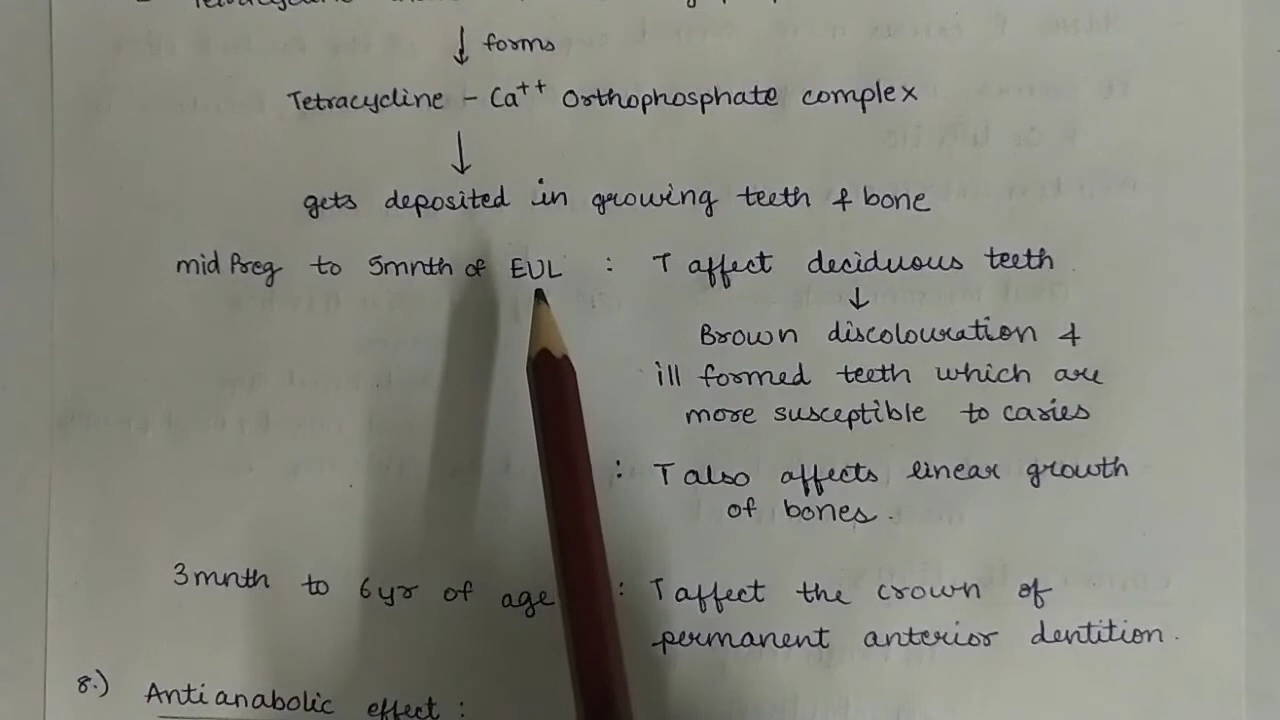 Tetracycline
↓ forms
Tetracycline - Ca++ Orthophosphate complex
↓
gets deposited in growing teeth & bone
mid Preg to 5mnth of EUL : T affect deciduous teeth
↓
Brown discolouration &
ill formed teeth which are
more susceptible to caries
: T also affects linear growth
of bones.
3mnth to 6yr of age : T affect the crown of
permanent anterior dentition.
8.) Antianabolic effect :